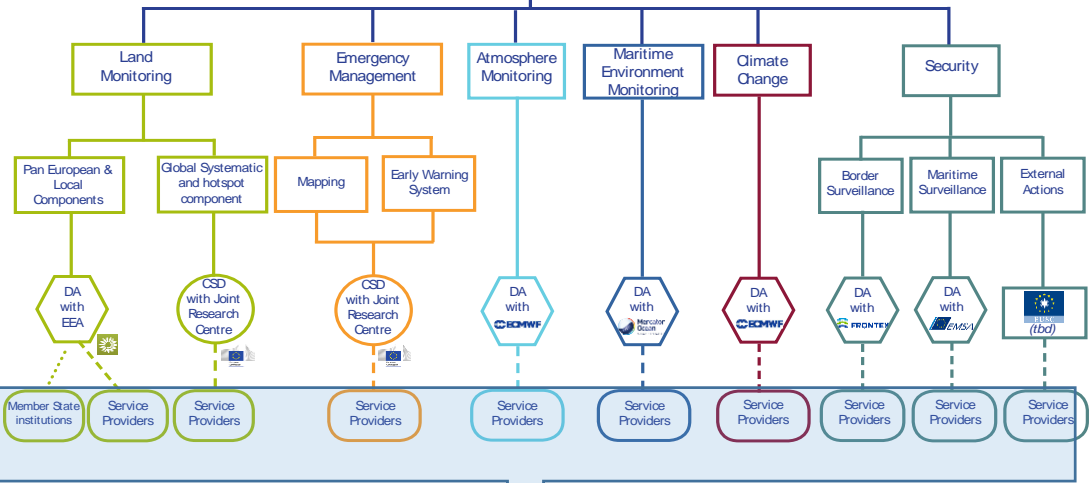 Land
Monitoring
Emergency
Management
Atmosphere
Monitoring
Maritime
Environment
Monitoring
Climate
Change
Security
Pan European &
Local
Components
Global Systematic
and hotspot
component
Mapping
Early Warning
System
Border
Surveillance
Maritime
Surveillance
External
Actions
DA
with
EEA
CSD
with Joint
Research
Centre
CSD
with Joint
Research
Centre
DA
with
ECMWF
DA
with
Mercator
Ocean
DA
with
ECMWF
DA
with
FRONTEX
DA
with
EMSA
(tbd)
Member State
institutions
Service
Providers
Service
Providers
Service
Providers
Service
Providers
Service
Providers
Service
Providers
Service
Providers
Service
Providers
Service
Providers